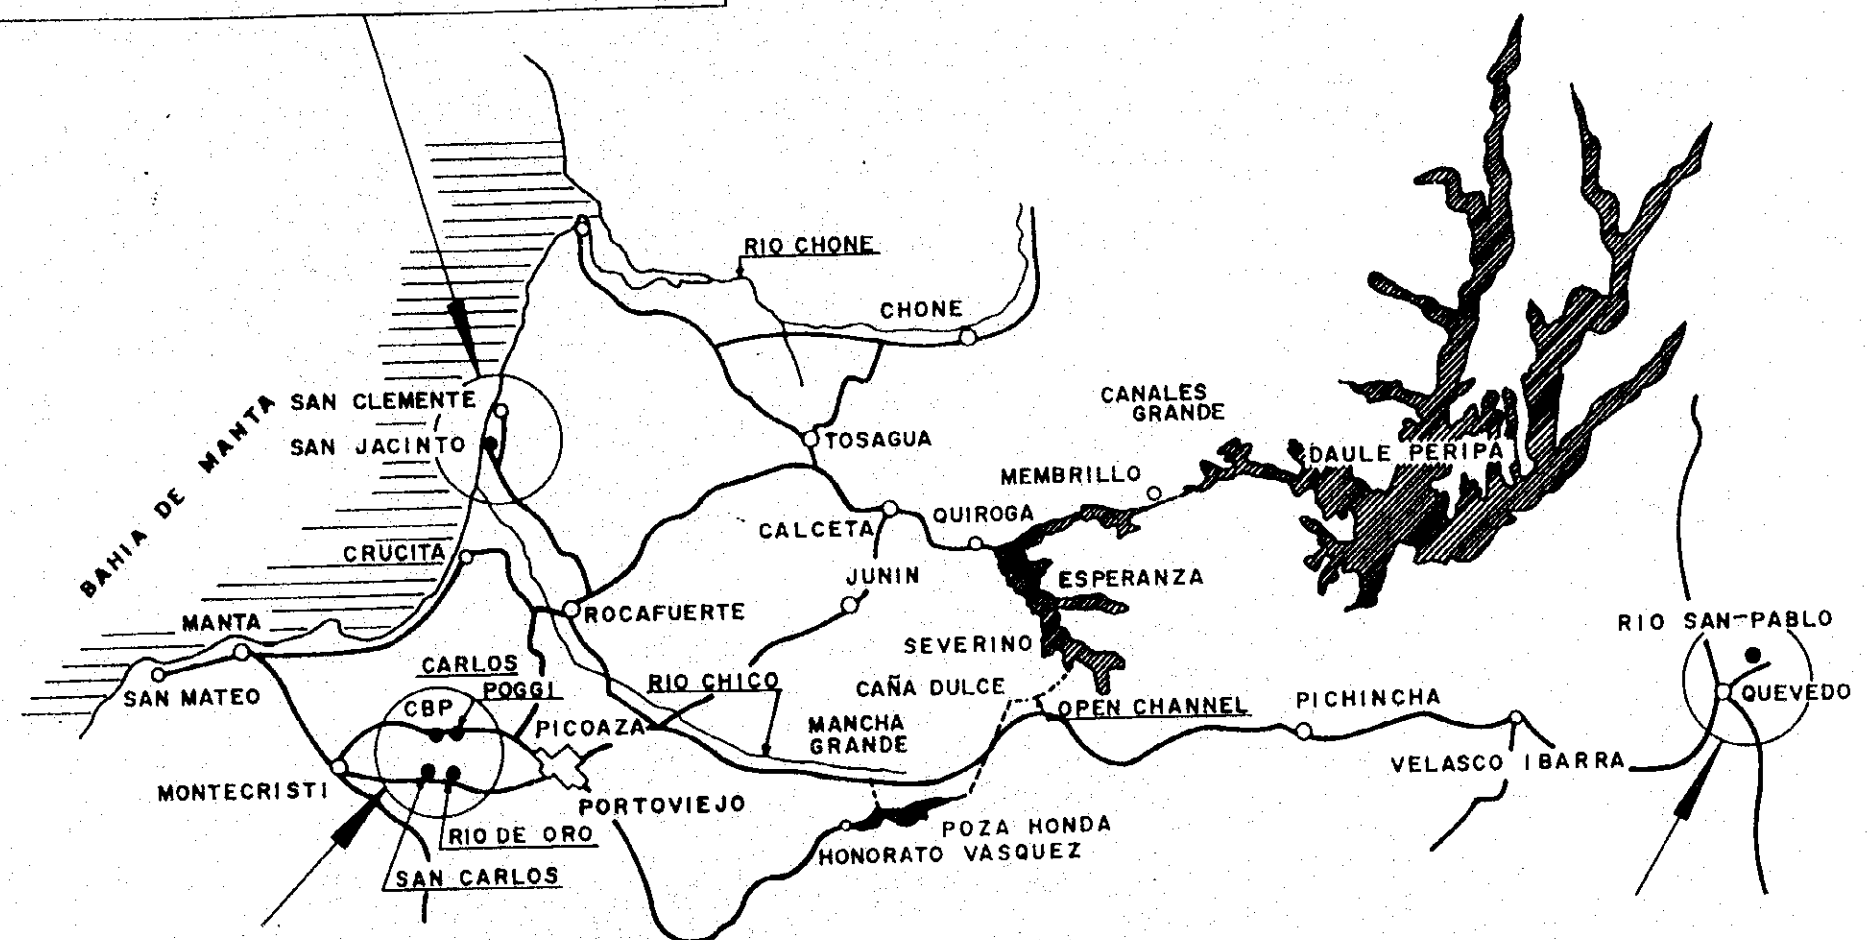 RIO CHONE
CHONE
BAHIA DE MANTA
SAN CLEMENTE
SAN JACINTO
TOSAGUA
CANALES
GRANDE
DAULE PERIPA
MEMBRILLO
QUIROGA
CALCETA
CRUCITA
JUNIN
ESPERANZA
ROCAFUERTE
MANTA
SEVERINO
RIO SAN-PABLO
SAN MATEO
CARLOS
POGGI
CBP
RIO CHICO
CAÑA DULCE
OPEN CHANNEL
PICHINCHA
QUEVEDO
PICOAZA
MANCHA
GRANDE
VELASCO IBARRA
MONTECRISTI
PORTOVIEJO
POZA HONDA
HONORATO VASQUEZ
RIO DE ORO
SAN CARLOS